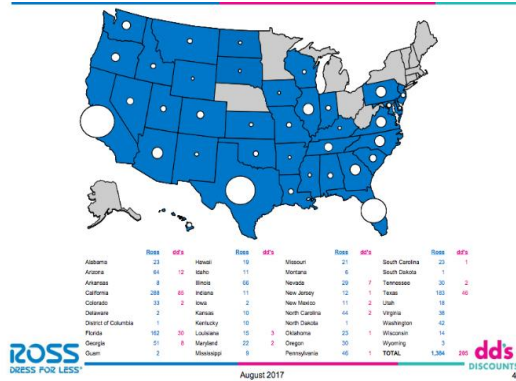 Ross dd's Ross dd's Ross dd's Ross dd's
Alabama 23 Hawaii 19 Missouri 21 South Carolina 23 1
Arizona 64 12 Idaho 11 Montana 6 South Dakota 1
Arkansas 8 Illinois 66 Nevada 29 7 Tennessee 30 2
California 288 85 Indiana 11 New Jersey 12 1 Texas 183 46
Colorado 33 2 Iowa 2 New Mexico 11 2 Utah 18
Delaware 2 Kansas 10 North Carolina 44 2 Virginia 38
District of Columbia 1 Kentucky 10 North Dakota 1 Washington 42
Florida 182 30 Louisiana 15 3 Oklahoma 23 1 Wisconsin 14
Georgia 51 8 Maryland 22 2 Oregon 30 Wyoming 3
Guam 2 Mississippi 8 Pennsylvania 46 1 TOTAL 1,384 205
ROSS
DRESS FOR LESS
dd's
DISCOUNTS
August 2017
4